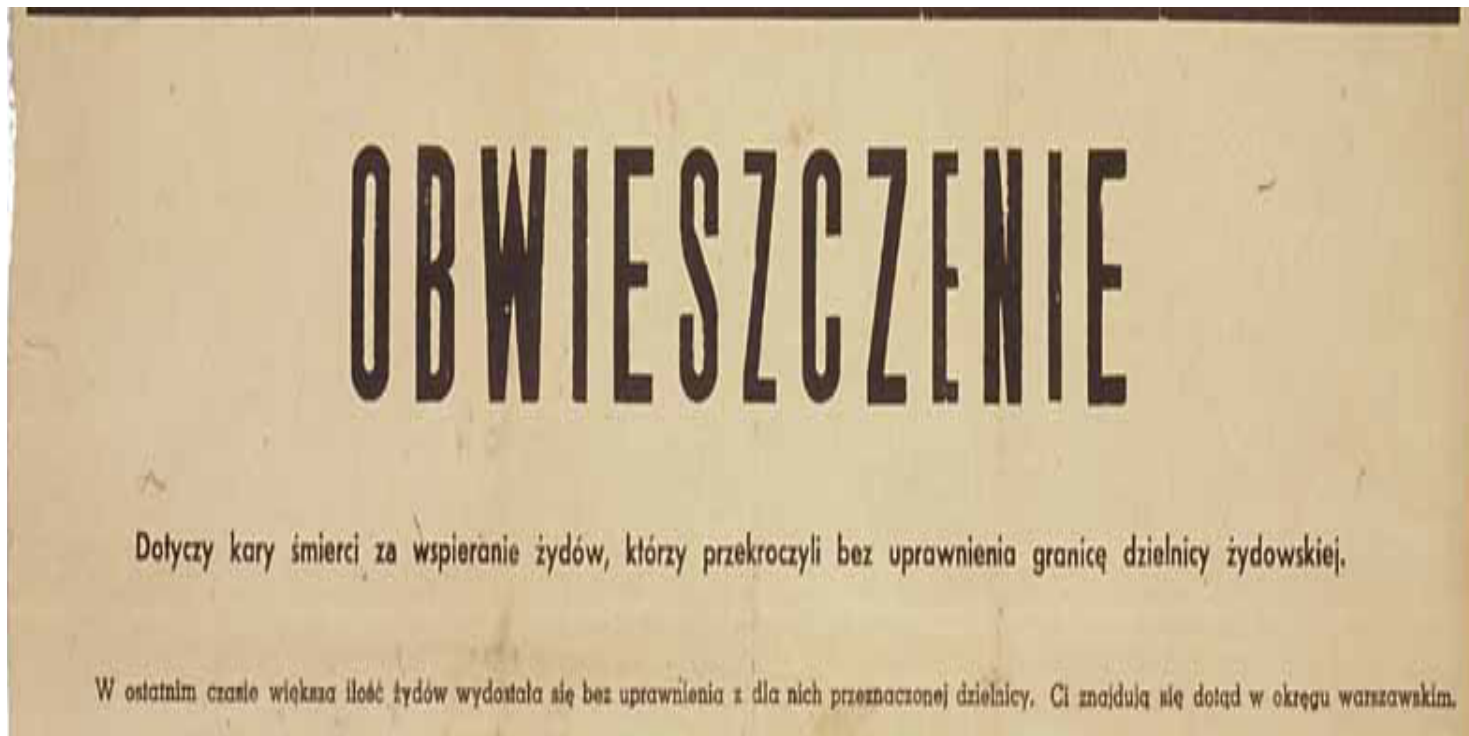 OBWIESZCZENIE
Dotyczy kary śmierci za wspieranie żydów, którzy przekroczyli bez uprawnienia granicę dzielnicy żydowskiej.
W ostatnim czasie większa ilość żydów wydostała się bez uprawnienia z dla nich przeznaczonej dzielnicy. Ci znajdują się dotąd w okręgu warszawskim.